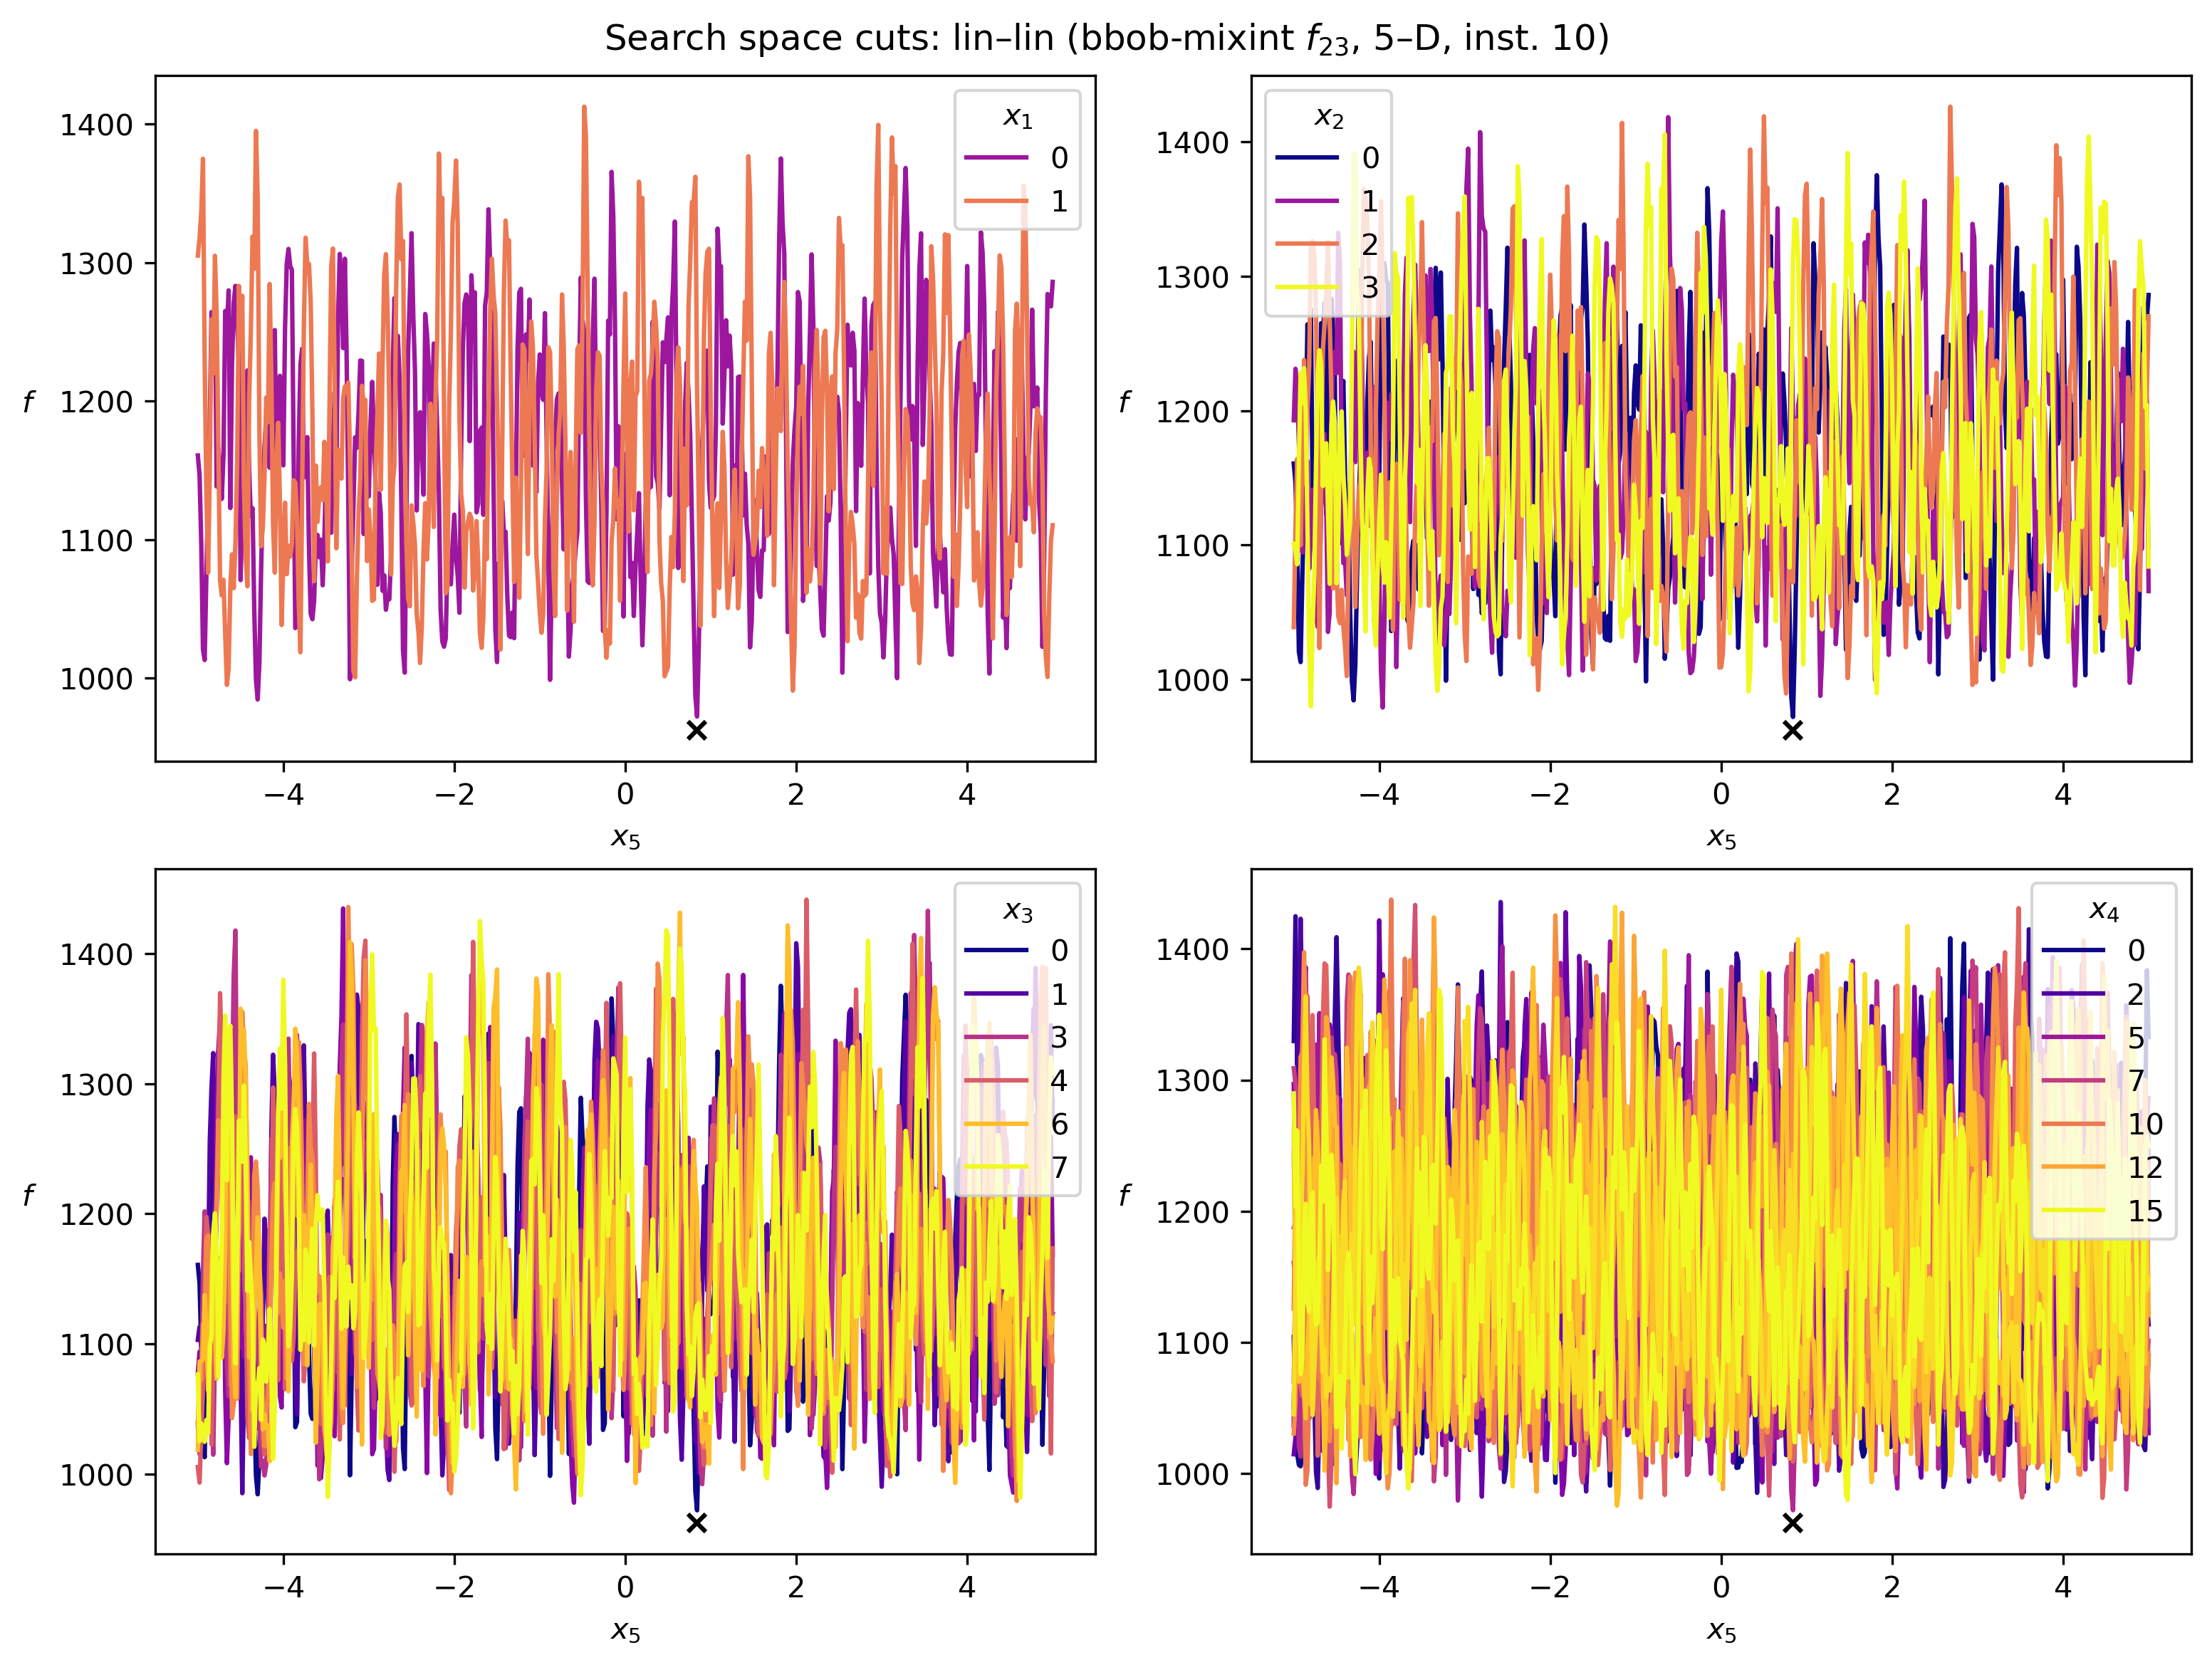 Search space cuts: lin–lin (bbob-mixint f₂₃, 5–D, inst. 10)
f
1400
1300
1200
1100
1000
−4 −2 0 2 4
x₅
x₁
0
1
f
1400
1300
1200
1100
1000
−4 −2 0 2 4
x₅
x₂
0
1
2
3
f
1400
1300
1200
1100
1000
−4 −2 0 2 4
x₅
x₃
0
1
3
4
6
7
f
1400
1300
1200
1100
1000
−4 −2 0 2 4
x₅
x₄
0
2
5
7
10
12
15